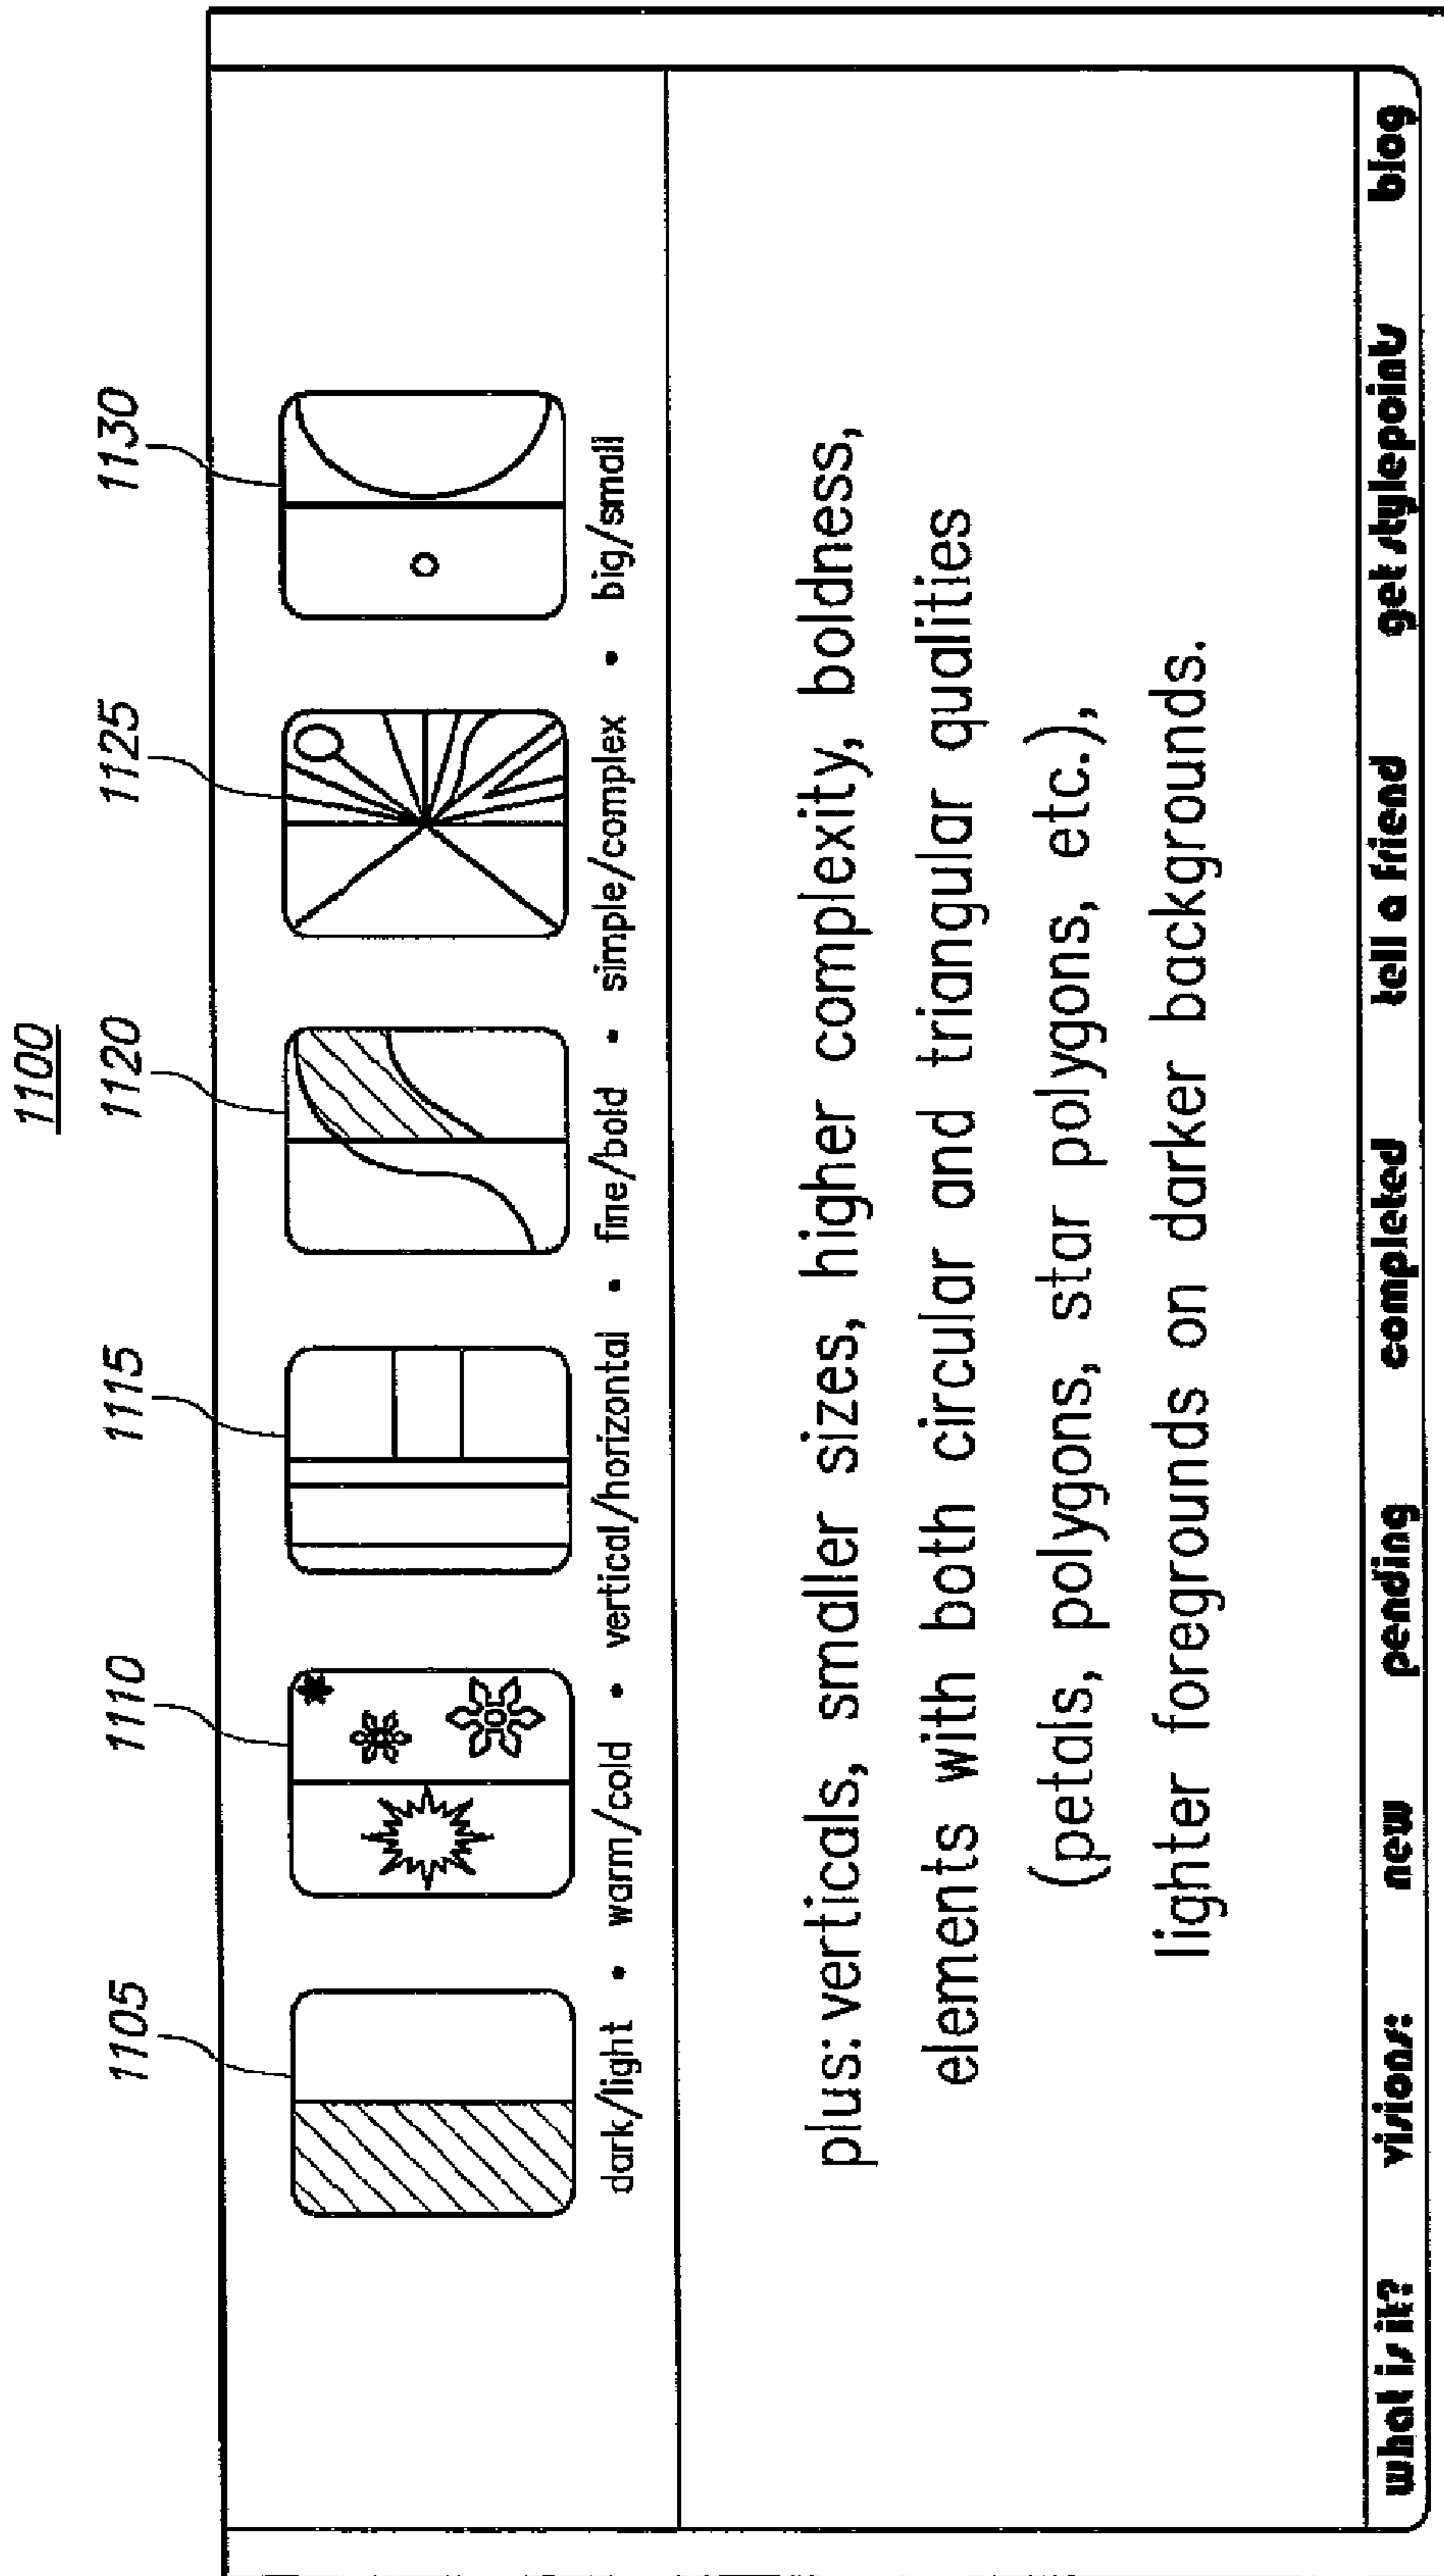 1100
1105 1110 1115 1120 1125 1130
dark/light • warm/cold • vertical/horizontal • fine/bold • simple/complex • big/small
plus: verticals, smaller sizes, higher complexity, boldness,
elements with both circular and triangular qualities
(petals, polygons, star polygons, etc.),
lighter foregrounds on darker backgrounds.
what is it? visions: new pending completed tell a friend get stylepoints blog